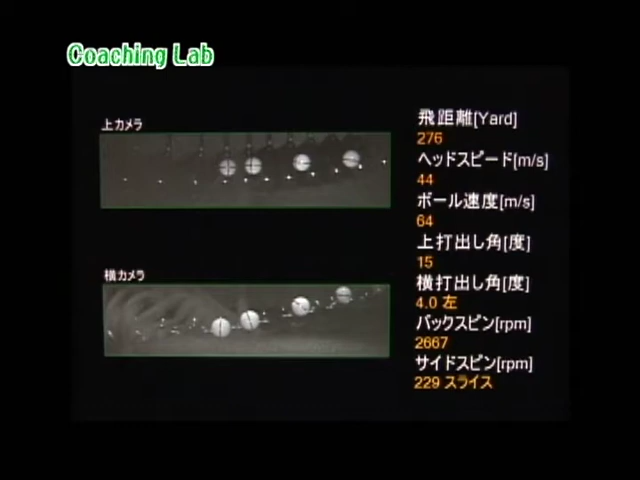 Coaching Lab
上カメラ
横カメラ
飛距離[Yard]
276
ヘッドスピード[m/s]
44
ボール速度[m/s]
64
上打出し角[度]
15
横打出し角[度]
4.0 左
バックスピン[rpm]
2667
サイドスピン[rpm]
229 スライス